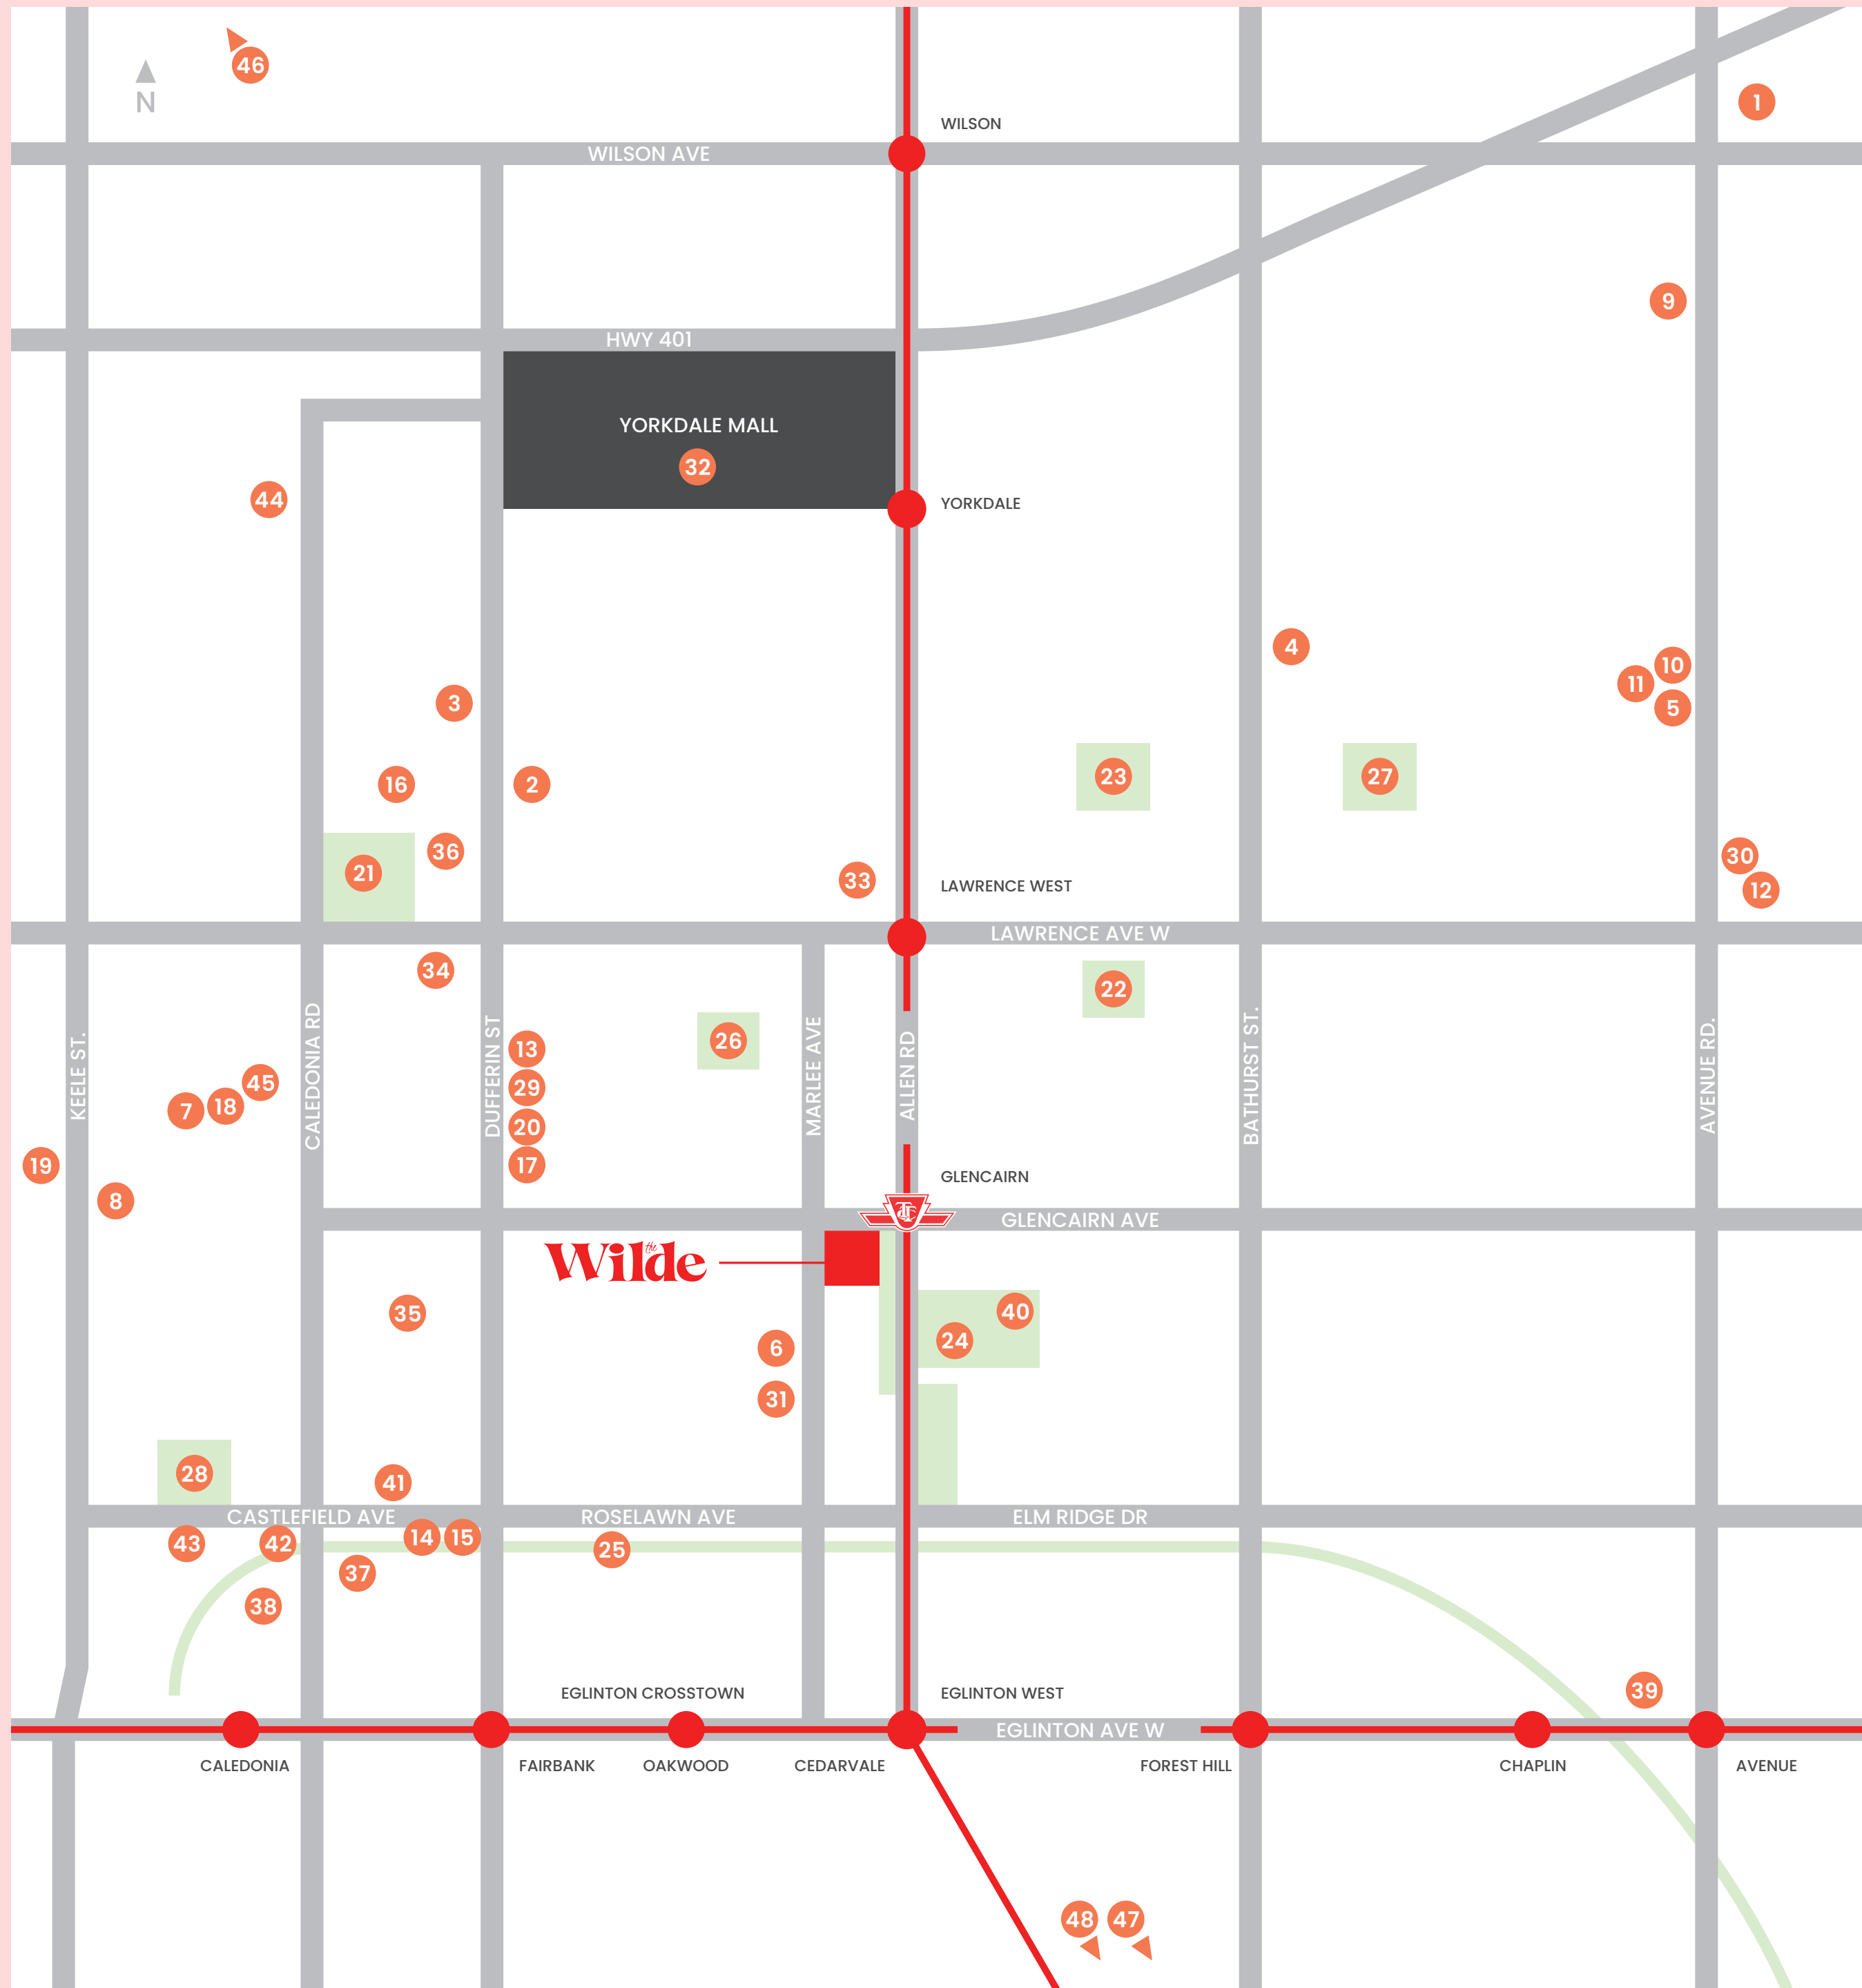 46
N
1
WILSON
WILSON AVE
9
HWY 401
YORKDALE MALL
32
44
YORKDALE
4
10
11
5
3
16
2
23
27
36
21
33
LAWRENCE WEST
30
12
LAWRENCE AVE W
34
22
26
13
29
20
17
KEELE ST.
CALEDONIA RD
DUFFERIN ST
MARLEE AVE
ALLEN RD
BATHURST ST.
AVENUE RD.
45
18
7
19
8
GLENCAIRN
TTC
GLENCAIRN AVE
the Wilde
35
40
24
6
31
28
41
CASTLEFIELD AVE
ROSELAWN AVE
ELM RIDGE DR
43
42
14
15
25
37
38
39
EGLINTON CROSSTOWN
EGLINTON WEST
EGLINTON AVE W
CALEDONIA
FAIRBANK
OAKWOOD
CEDARVALE
FOREST HILL
CHAPLIN
AVENUE
48
47